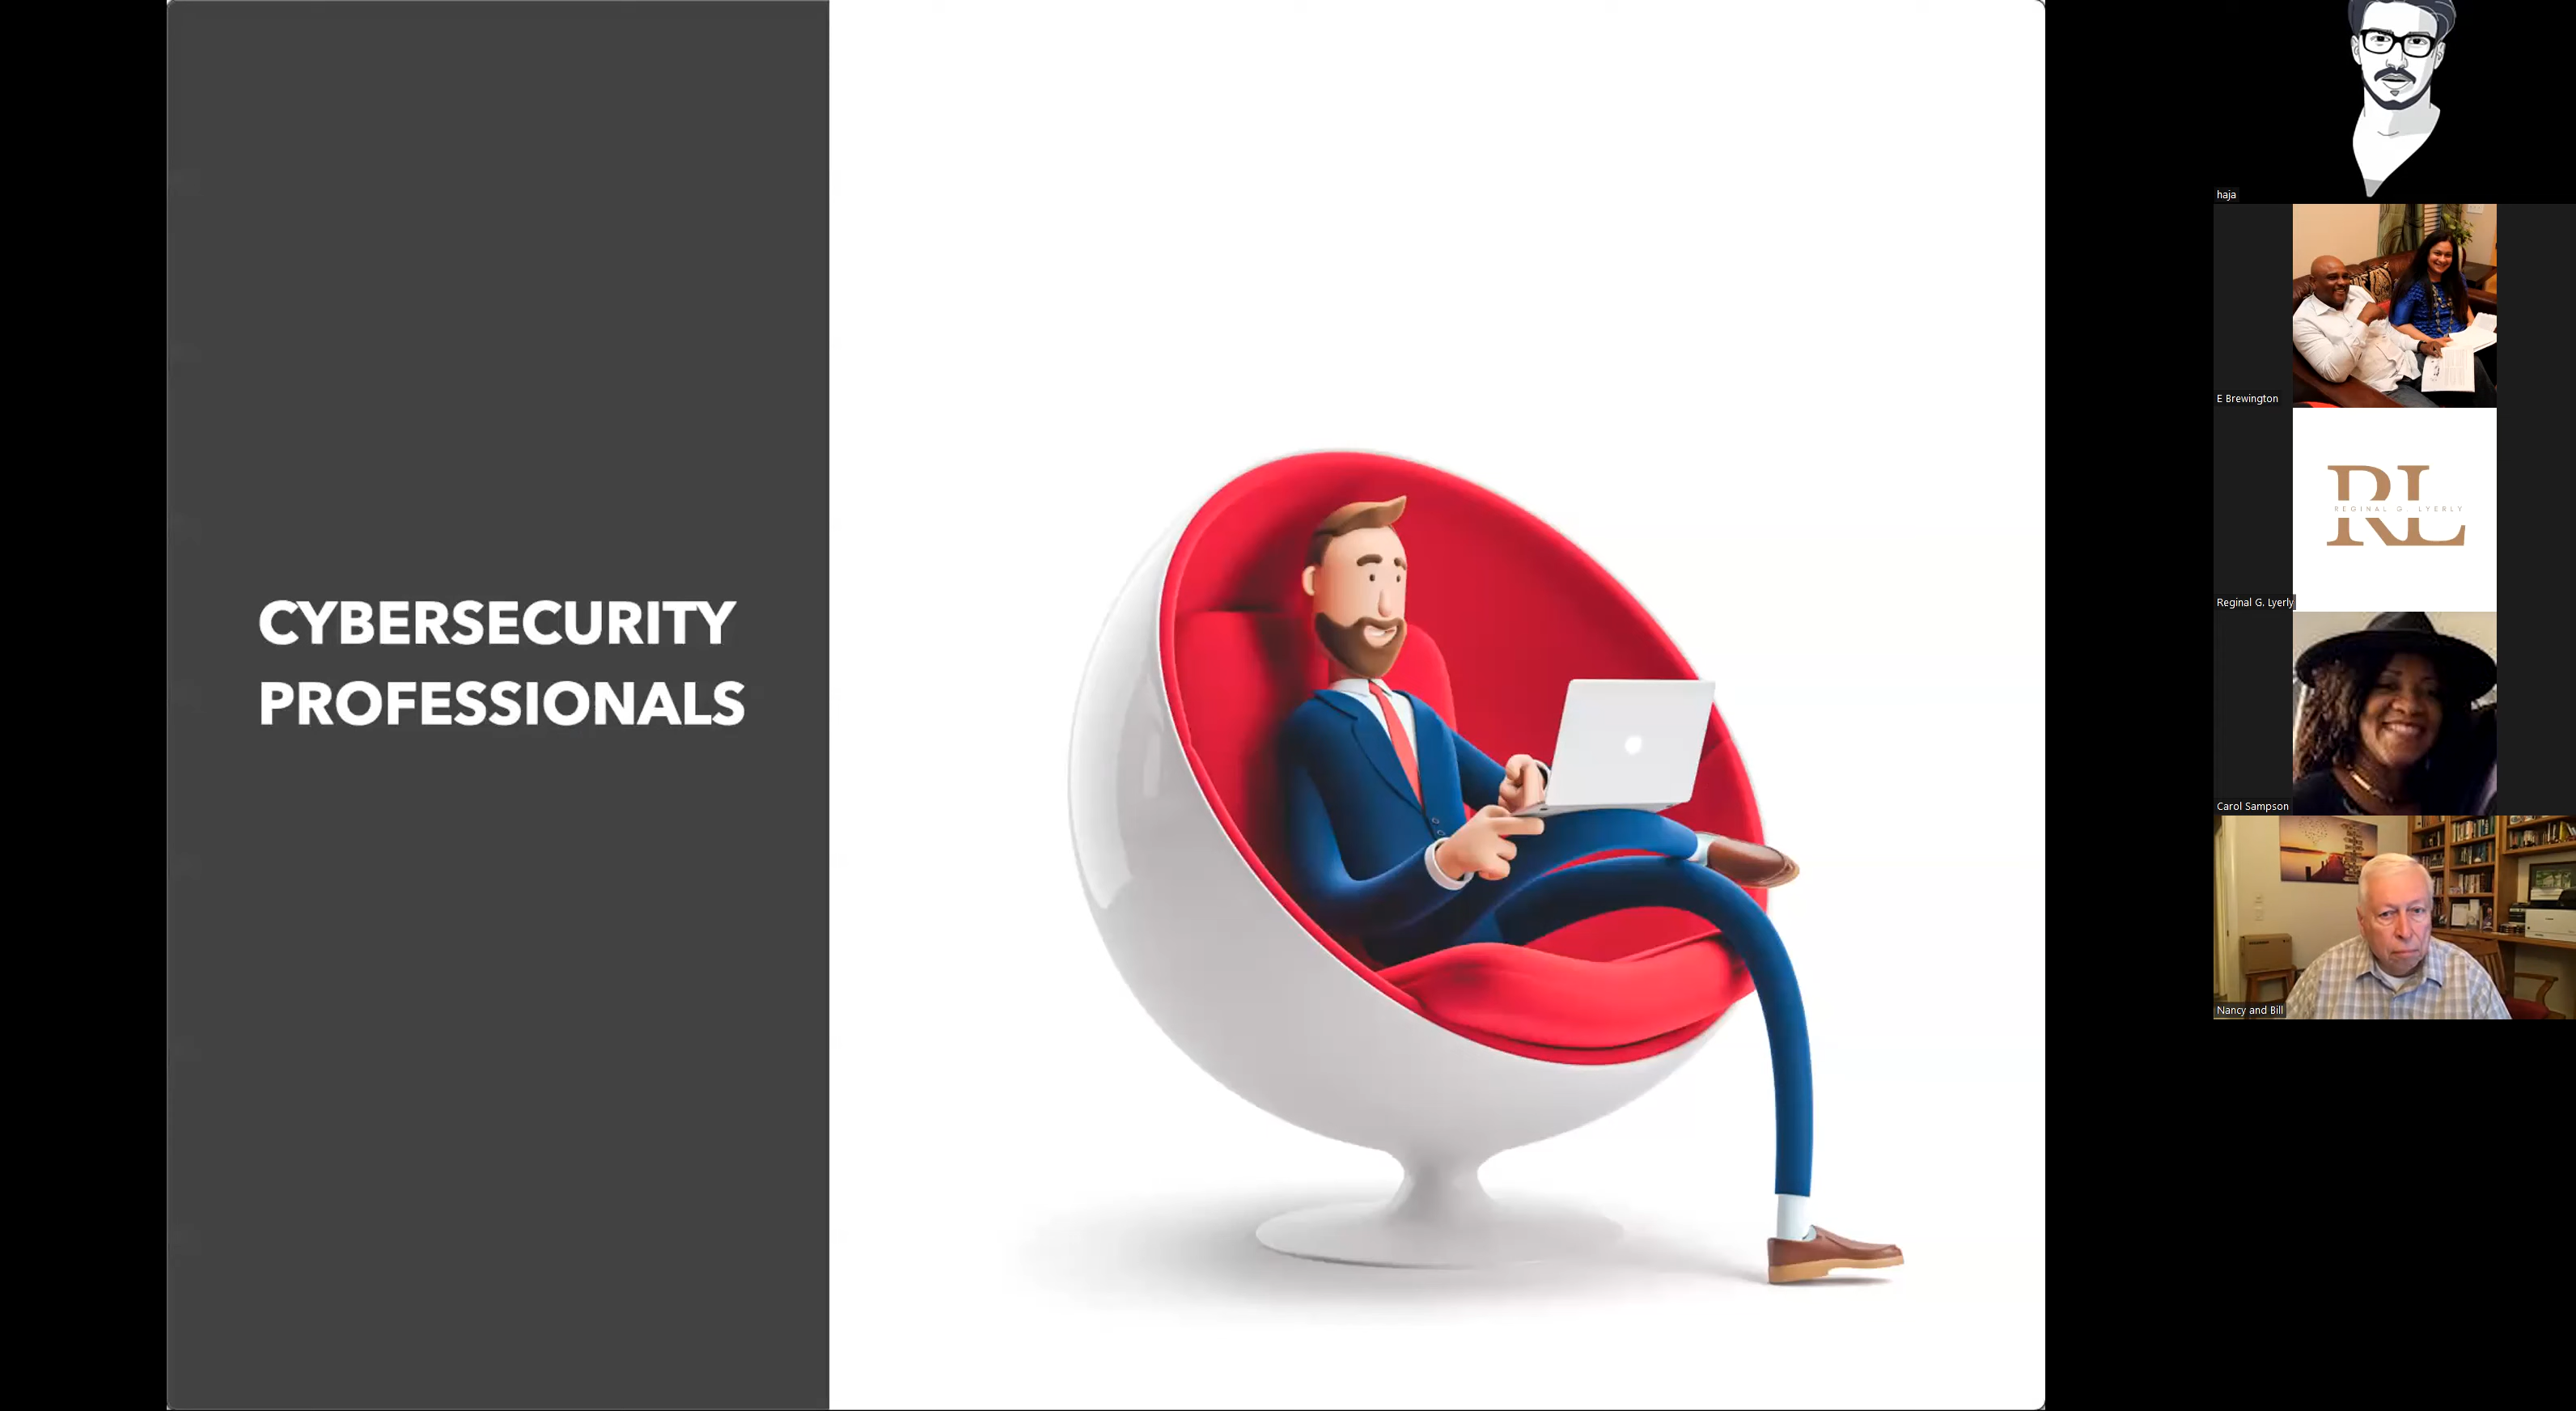 CYBERSECURITY
PROFESSIONALS
haja
E Brewington
RL
REGINAL G. LYERLY
Reginal G. Lyerly
Carol Sampson
Nancy and Bill